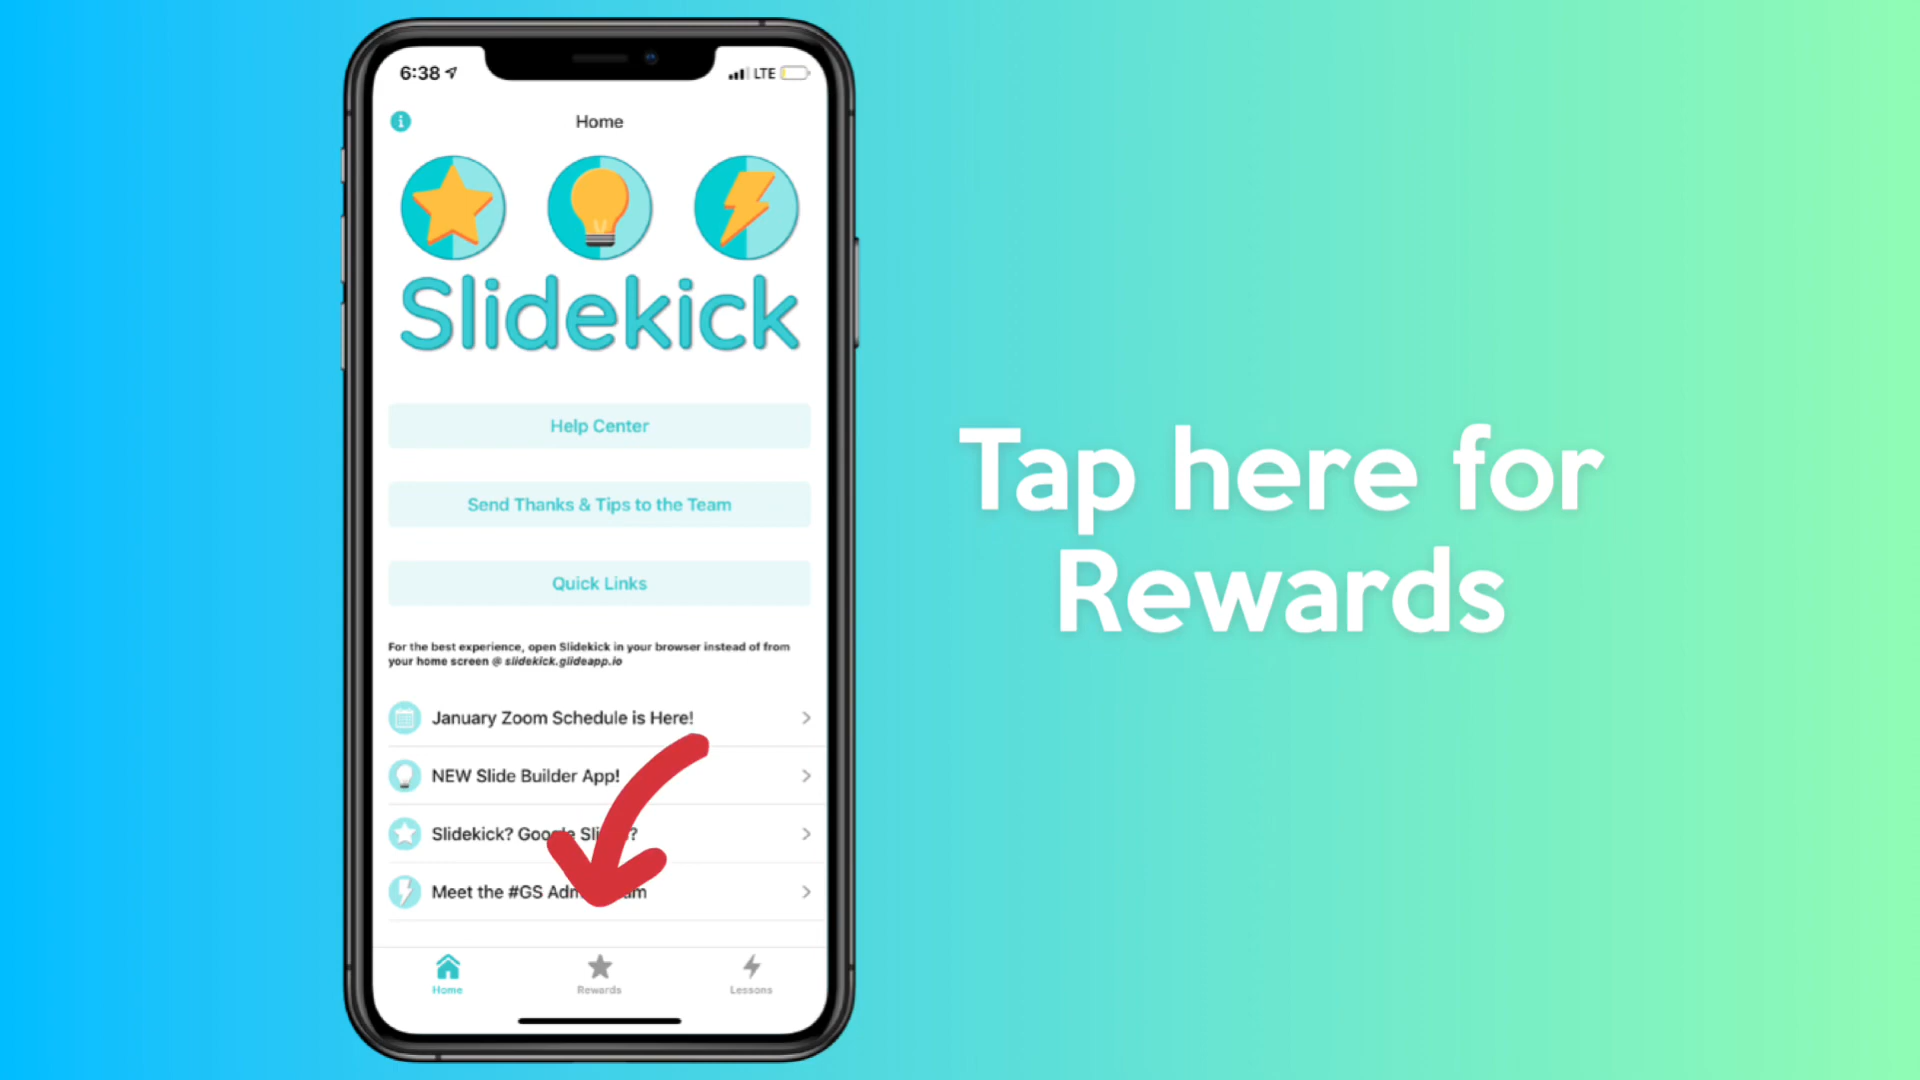 6:38
LTE
Home
Slidekick
Help Center
Send Thanks & Tips to the Team
Quick Links
For the best experience, open Slidekick in your browser instead of from
your home screen @ slidekick.glideapp.io
January Zoom Schedule is Here!
NEW Slide Builder App!
Slidekick?
Meet the #GS
Home
Rewards
Lessons
Tap here for
Rewards